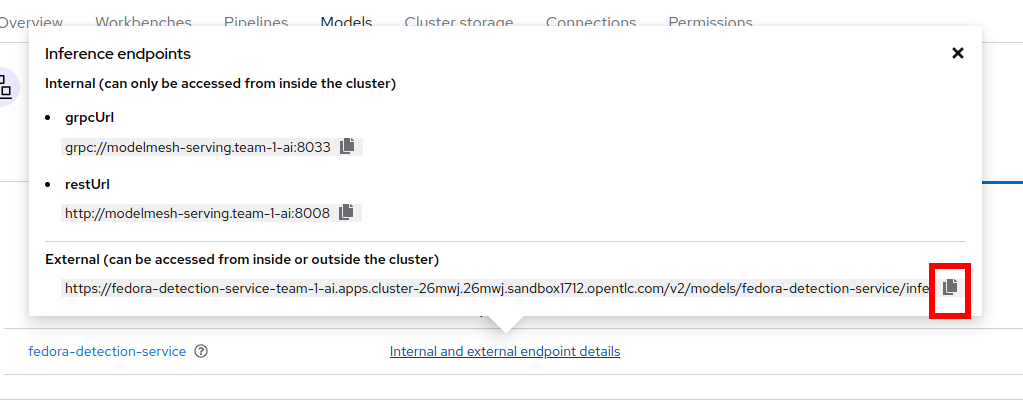 Overview Workbenches Pipelines Models Cluster storage Connections Permissions
Inference endpoints
Internal (can only be accessed from inside the cluster)
grpcUrl
grpc://modelmesh-serving.team-1-ai:8033
restUrl
http://modelmesh-serving.team-1-ai:8008
External (can be accessed from inside or outside the cluster)
https://fedora-detection-service-team-1-ai.apps.cluster-26mwj.26mwj.sandbox1712.opentlc.com/v2/models/fedora-detection-service/infe
fedora-detection-service Internal and external endpoint details